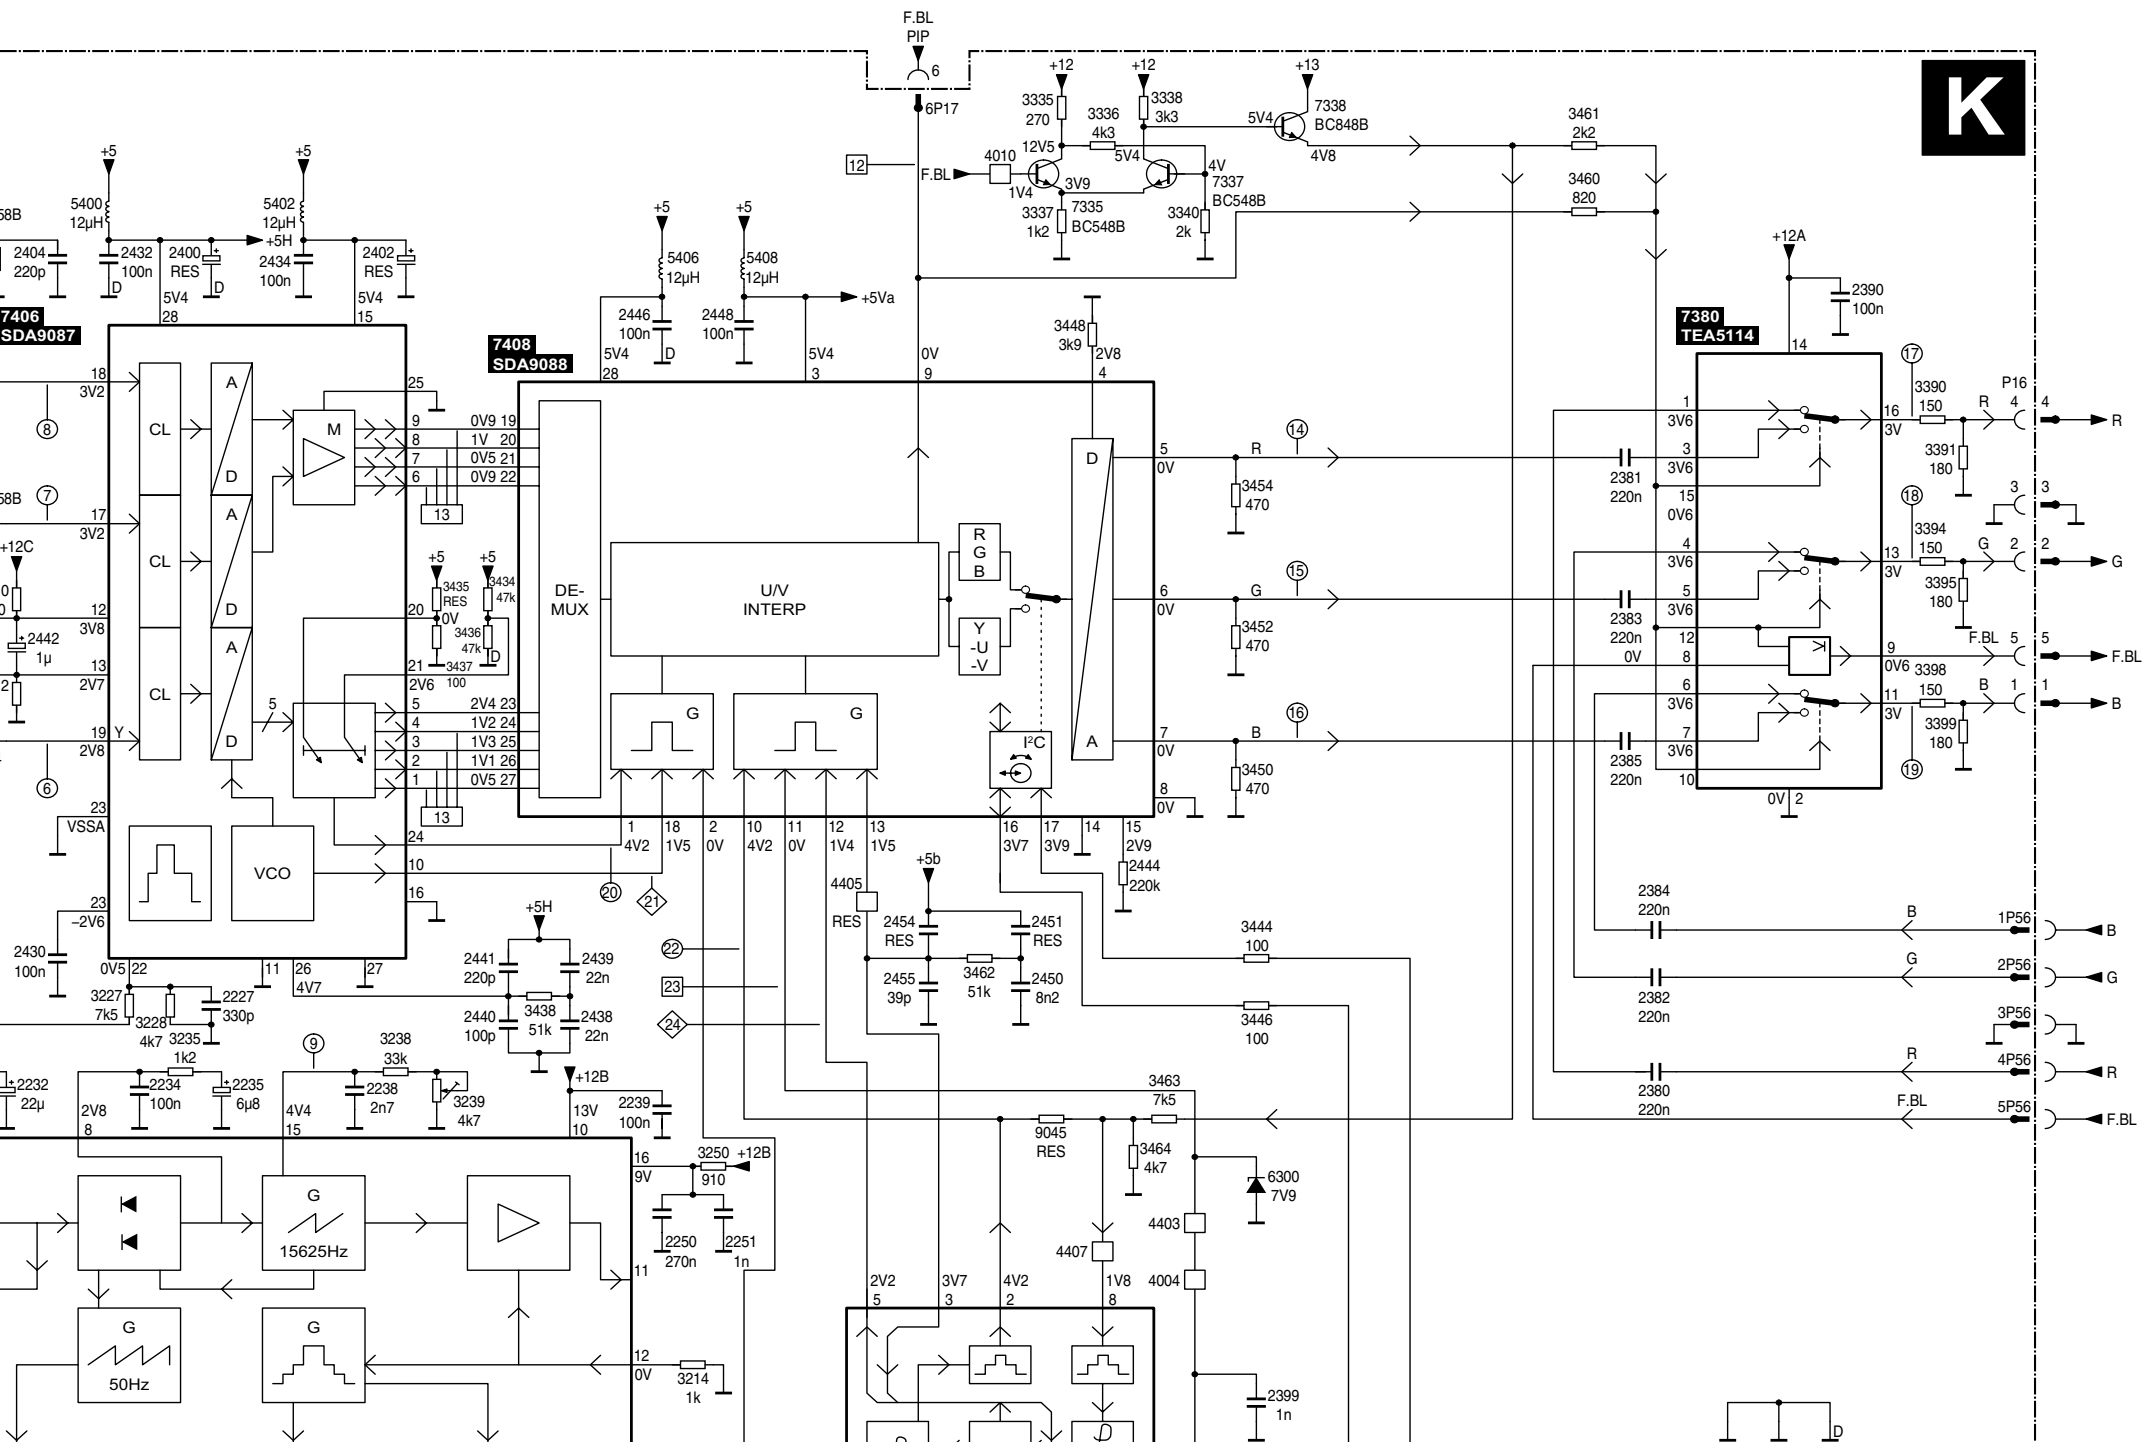 F.BL
PIP
6
6P17
K
+12
+12
+13
3335
270
3336
4k3
3338
3k3
7338
BC848B
5V4
4V8
3461
2k2
12
F.BL
4010
1V4
12V5
3V9
5V4
4V
7337
BC548B
3337
1k2
7335
BC548B
3340
2k
3460
820
+5
+5
58B
5400
12µH
5402
12µH
+5H
2404
220p
2432
100n
D
2400
RES
D
2434
100n
2402
RES
5V4
28
5V4
15
+5
+5
5406
12µH
5408
12µH
+5Va
2446
100n
D
2448
100n
5V4
28
5V4
3
0V
9
3448
3k9
2V8
4
+12A
2390
100n
7406
SDA9087
7408
SDA9088
7380
TEA5114
14
18
3V2
8
CL
A
D
M
25
9
8
7
6
0V9 19
1V 20
0V5 21
0V9 22
13
58B
7
17
3V2
CL
A
D
+12C
0
0
12
3V8
2442
1µ
13
2V7
2
CL
A
D
5
19
2V8
Y
6
20
0V
+5
3435
RES
+5
3434
47k
3436
47k
D
21
2V6
3437
100
5
4
3
2
1
2V4 23
1V2 24
1V3 25
1V1 26
0V5 27
13
DE-
MUX
U/V
INTERP
R
G
B
Y
-U
-V
G
G
I²C
D
A
5
0V
R
14
3454
470
6
0V
G
15
3452
470
7
0V
B
16
3450
470
8
0V
2381
220n
2383
220n
2385
220n
1
3V6
3
3V6
15
0V6
4
3V6
5
3V6
12
0V
8
6
3V6
7
3V6
10
0V 2
17
16
3V
3390
150
3391
180
R
P16
4
4
R
3
3
18
13
3V
3394
150
3395
180
G
2
2
G
9
0V6
F.BL
5
5
F.BL
11
3V
3398
150
3399
180
B
1
1
B
19
23
VSSA
VCO
24
10
16
23
–2V6
2430
100n
0V5 22
11
26
4V7
27
3227
7k5
3228
4k7
2227
330p
3235
1k2
1
4V2
18
1V5
2
0V
10
4V2
11
0V
12
1V4
13
1V5
16
3V7
17
3V9
14
15
2V9
2444
220k
20
21
+5H
2441
220p
2439
22n
3438
51k
2440
100p
2438
22n
22
23
24
4405
RES
+5b
2454
RES
2451
RES
2455
39p
3462
51k
2450
8n2
3444
100
3446
100
2384
220n
B
1P56
B
G
2P56
G
2382
220n
3P56
R
4P56
R
2380
220n
F.BL
5P56
F.BL
9
3238
33k
3239
4k7
2232
22µ
2234
100n
2235
6µ8
2238
2n7
2V8
8
4V4
15
+12B
13V
10
2239
100n
16
9V
3250
910
+12B
2250
270n
2251
1n
3463
7k5
9045
RES
3464
4k7
6300
7V9
4403
4407
4004
G
15625Hz
11
G
50Hz
G
12
0V
3214
1k
2V2
5
3V7
3
4V2
2
1V8
8
2399
1n
D